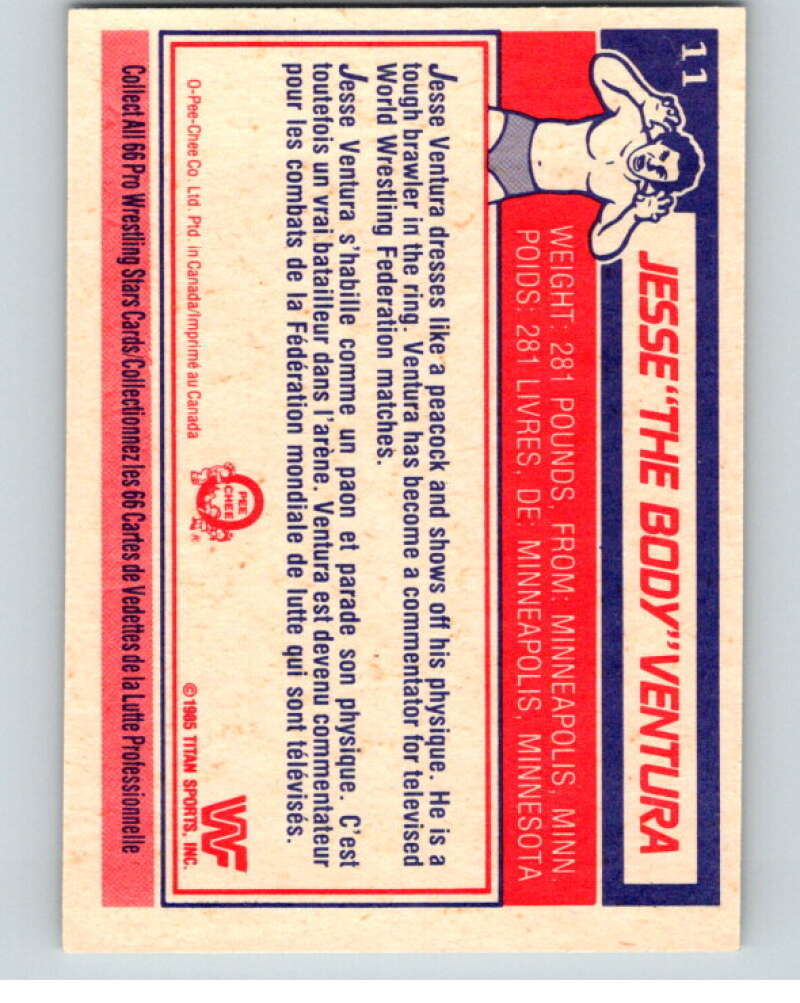 11
JESSE "THE BODY" VENTURA
WEIGHT: 281 POUNDS, FROM: MINNEAPOLIS, MINN.
POIDS: 281 LIVRES, DE: MINNEAPOLIS, MINNESOTA
Jesse Ventura dresses like a peacock and shows off his physique. He is a
tough brawler in the ring. Ventura has become a commentator for televised
World Wrestling Federation matches.
Jesse Ventura s'habille comme un paon et parade son physique. C'est
toutefois un vrai batailleur dans l'arène. Ventura est devenu commentateur
pour les combats de la Fédération mondiale de lutte qui sont télévisés.
O-Pee-Chee Co. Ltd. Ptd. in Canada/Imprimé au Canada
O
PEE
CHEE
®
WF
© 1985 TITAN SPORTS, INC.
Collect All 66 Pro Wrestling Stars Cards/Collectionnez les 66 Cartes de Vedettes de la Lutte Professionnelle